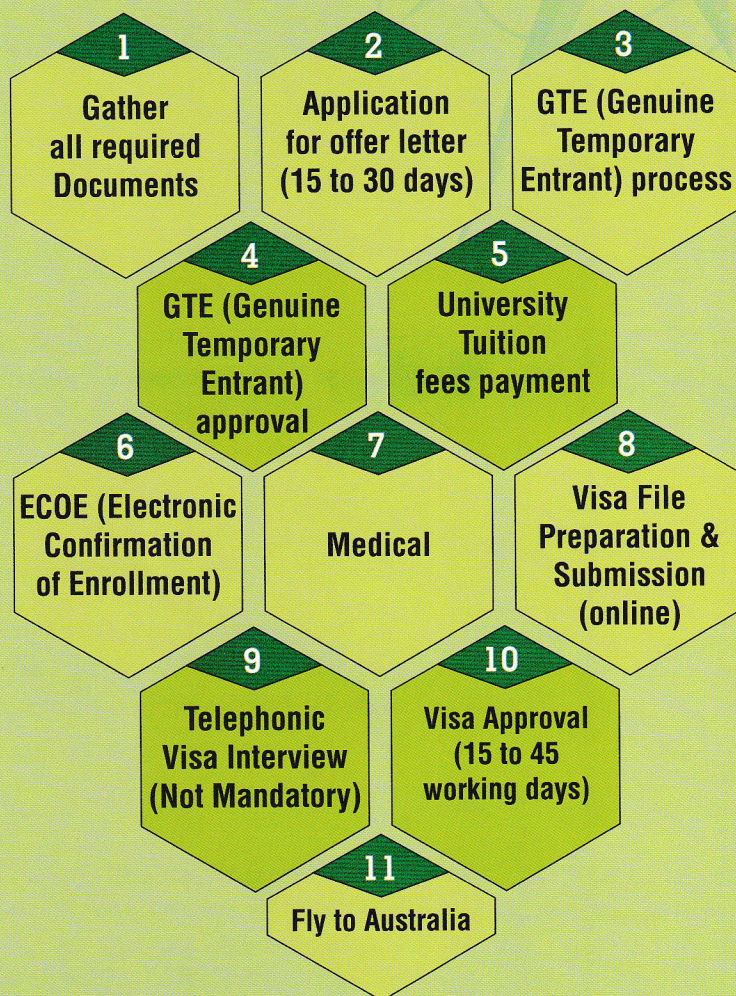 1
Gather
all required
Documents
2
Application
for offer letter
(15 to 30 days)
3
GTE (Genuine
Temporary
Entrant) process
4
GTE (Genuine
Temporary
Entrant)
approval
5
University
Tuition
fees payment
6
ECOE (Electronic
Confirmation
of Enrollment)
7
Medical
8
Visa File
Preparation &
Submission
(online)
9
Telephonic
Visa Interview
(Not Mandatory)
10
Visa Approval
(15 to 45
working days)
11
Fly to Australia